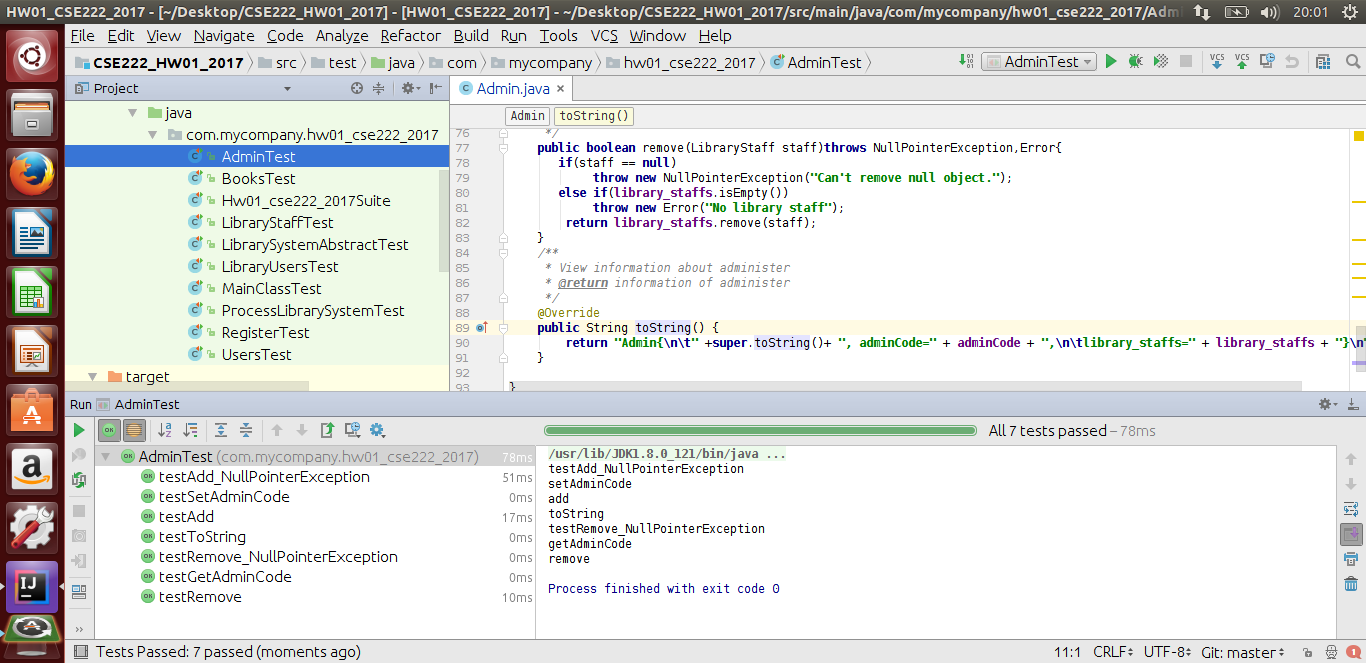 HW01_CSE222_2017 - [~/Desktop/CSE222_HW01_2017] - [HW01_CSE222_2017] - ~/Desktop/CSE222_HW01_2017/src/main/java/com/mycompany/hw01_cse222_2017/Adm 20:01
File Edit View Navigate Code Analyze Refactor Build Run Tools VCS Window Help
CSE222_HW01_2017 src test java com mycompany hw01_cse222_2017 AdminTest AdminTest VCS VCS
Project Admin.java
Admin toString()
java
com.mycompany.hw01_cse222_2017
AdminTest
BooksTest
Hw01_cse222_2017Suite
LibraryStaffTest
LibrarySystemAbstractTest
LibraryUsersTest
MainClassTest
ProcessLibrarySystemTest
RegisterTest
UsersTest
target
76 */
77 public boolean remove(LibraryStaff staff)throws NullPointerException,Error{
78 if(staff == null)
79 throw new NullPointerException("Can't remove null object.");
80 else if(library_staffs.isEmpty())
81 throw new Error("No library staff");
82 return library_staffs.remove(staff);
83 }
84 /**
85 * View information about administer
86 * @return information of administer
87 */
88 @Override
89 public String toString() {
90 return "Admin{\n\t" +super.toString()+ ", adminCode=" + adminCode + ",\n\tlibrary_staffs=" + library_staffs + "}\n"
91 }
92
93 }
Run AdminTest
All 7 tests passed – 78ms
AdminTest (com.mycompany.hw01_cse222_2017) 78ms
testAdd_NullPointerException 51ms
testSetAdminCode 0ms
testAdd 17ms
testToString 0ms
testRemove_NullPointerException 0ms
testGetAdminCode 0ms
testRemove 10ms
/usr/lib/JDK1.8.0_121/bin/java ...
testAdd_NullPointerException
setAdminCode
add
toString
testRemove_NullPointerException
getAdminCode
remove
Process finished with exit code 0
Tests Passed: 7 passed (moments ago) 11:1 CRLF UTF-8 Git: master 1